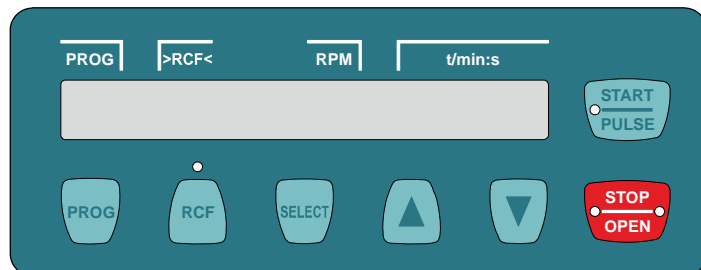 PROG >RCF< RPM t/min:s
START
PULSE
PROG RCF SELECT
STOP
OPEN